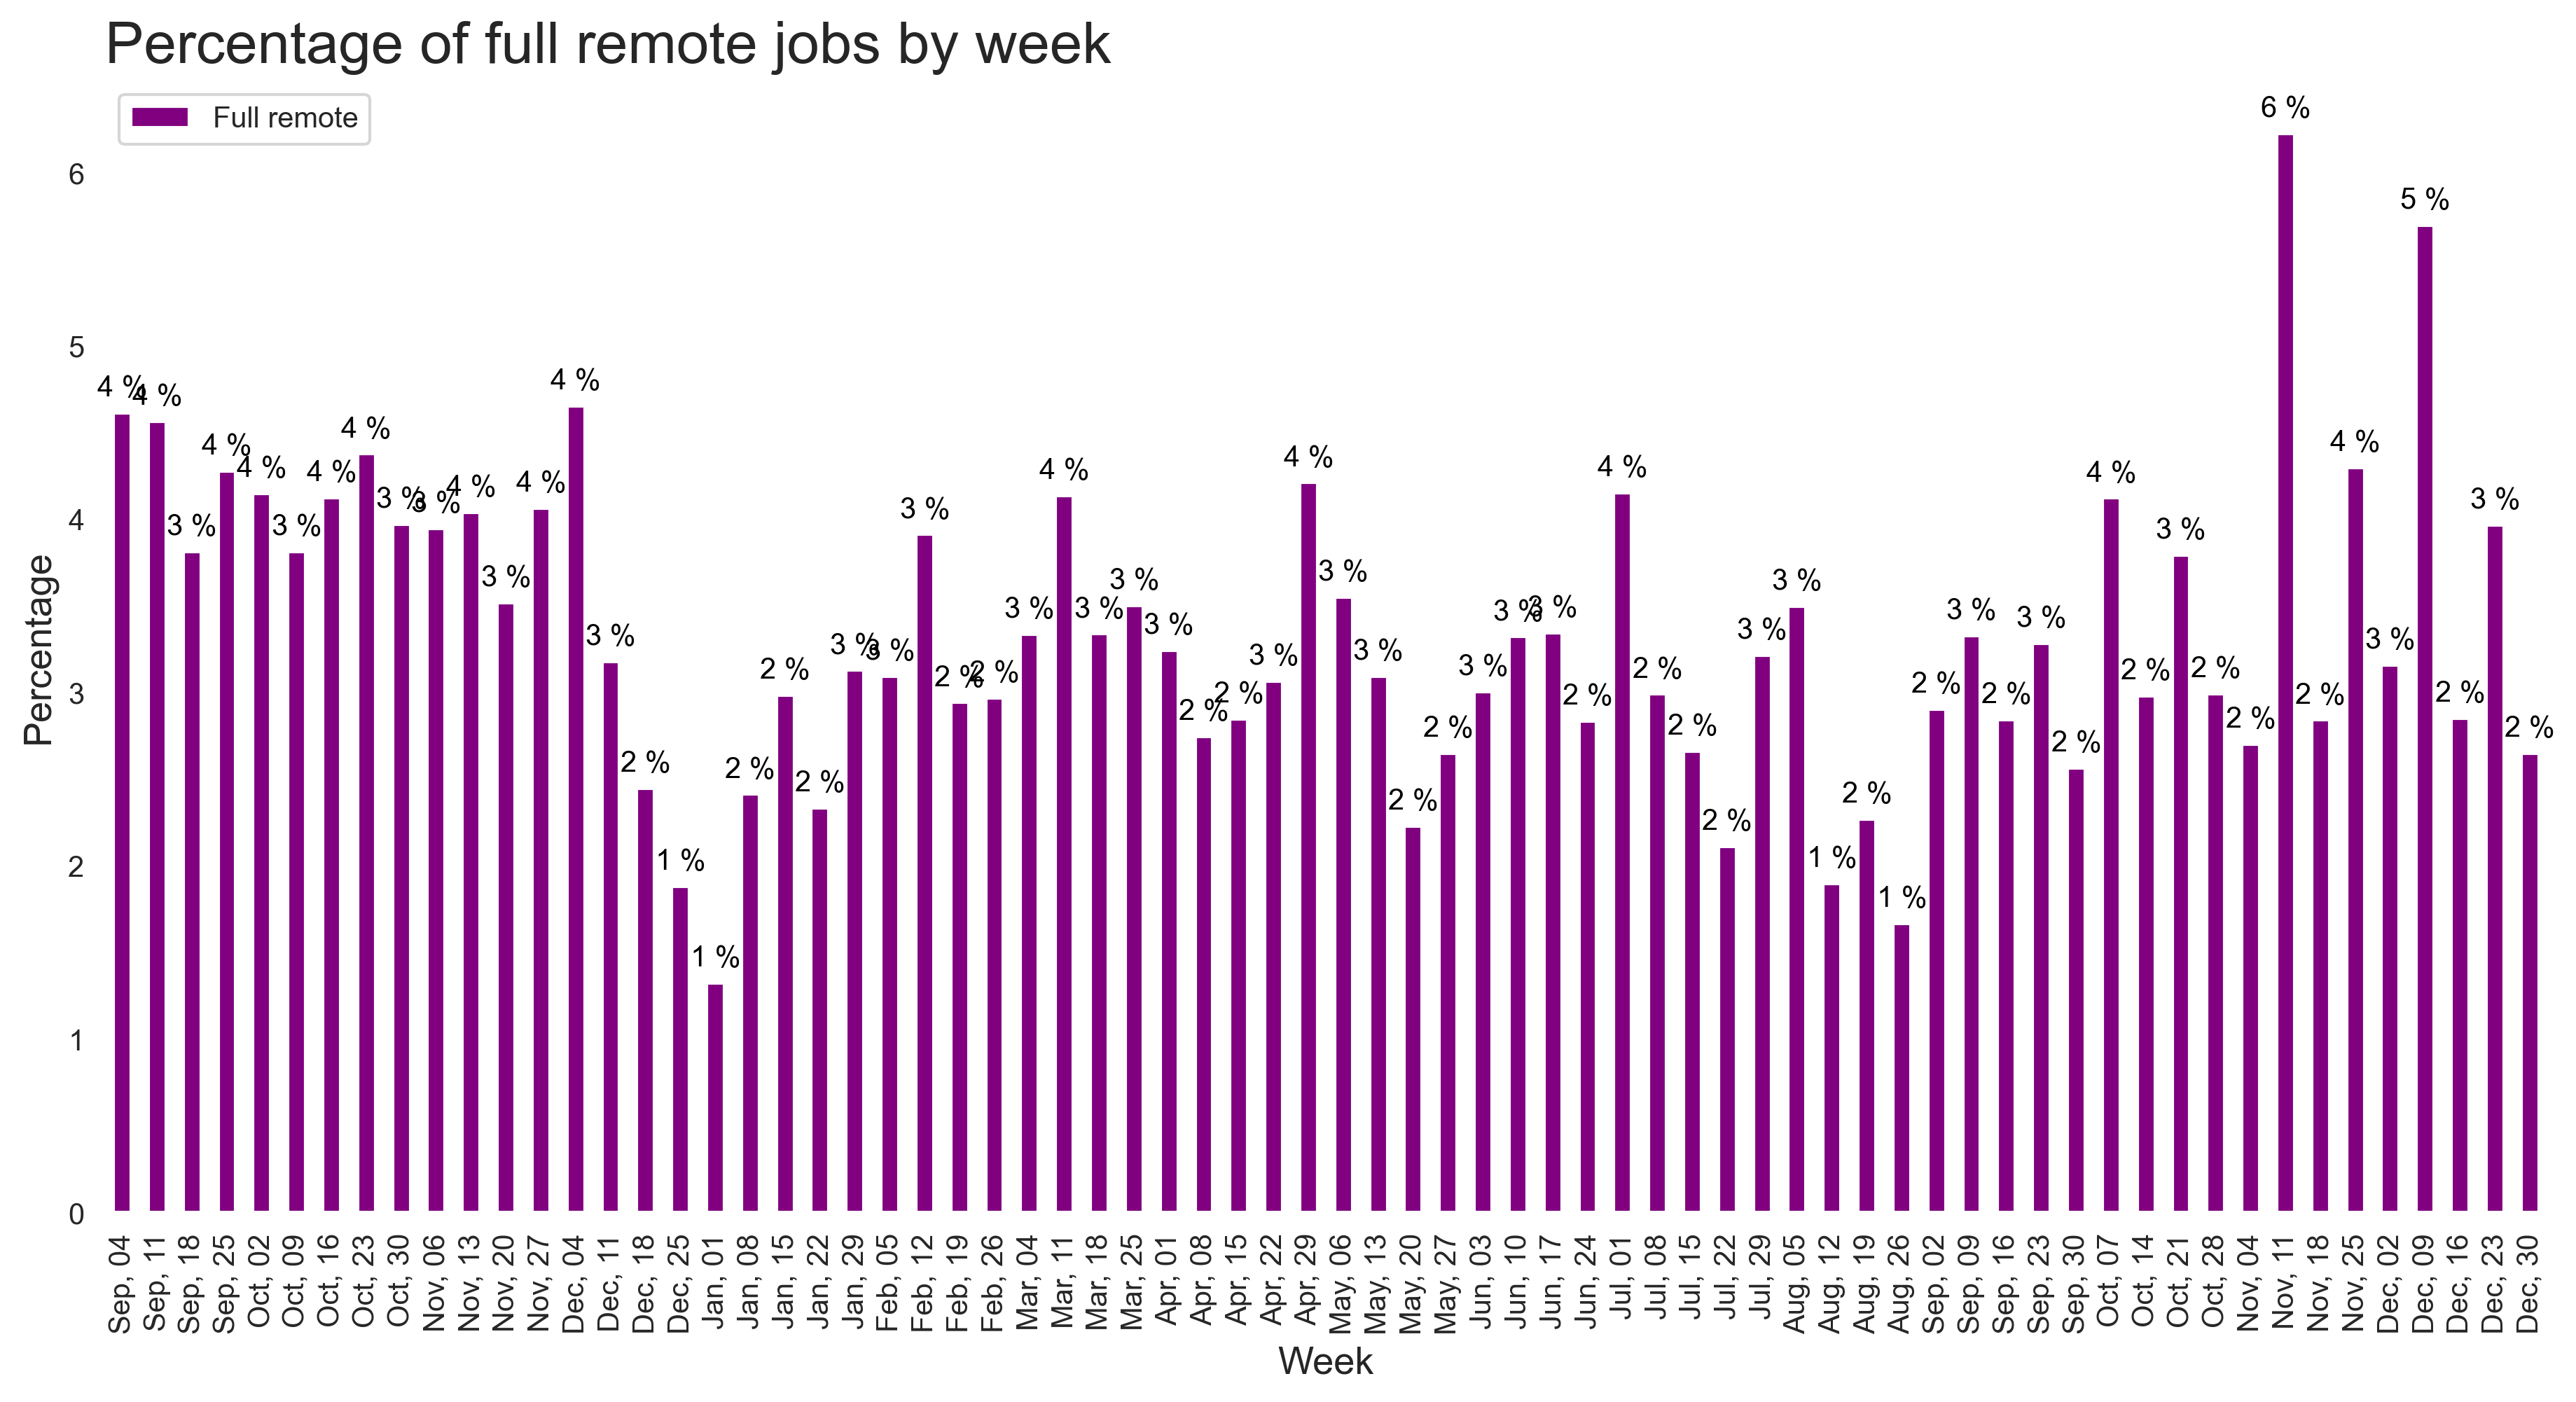 Percentage of full remote jobs by week
Full remote
6 %
6
5 %
5
4 %
4 %
4 %
3 %
4 %
4 %
3 %
4 %
4 %
3 %
3 %
4 %
3 %
4 %
4 %
3 %
2 %
1 %
1 %
2 %
2 %
2 %
3 %
3 %
3 %
2 %
2 %
3 %
4 %
3 %
3 %
3 %
2 %
2 %
3 %
4 %
3 %
3 %
2 %
2 %
3 %
3 %
3 %
2 %
4 %
2 %
2 %
2 %
3 %
3 %
1 %
2 %
1 %
2 %
3 %
2 %
3 %
2 %
4 %
2 %
3 %
2 %
2 %
2 %
4 %
3 %
2 %
3 %
2 %
4
3
2
1
0
Percentage
Sep, 04
Sep, 11
Sep, 18
Sep, 25
Oct, 02
Oct, 09
Oct, 16
Oct, 23
Oct, 30
Nov, 06
Nov, 13
Nov, 20
Nov, 27
Dec, 04
Dec, 11
Dec, 18
Dec, 25
Jan, 01
Jan, 08
Jan, 15
Jan, 22
Jan, 29
Feb, 05
Feb, 12
Feb, 19
Feb, 26
Mar, 04
Mar, 11
Mar, 18
Mar, 25
Apr, 01
Apr, 08
Apr, 15
Apr, 22
Apr, 29
May, 06
May, 13
May, 20
May, 27
Jun, 03
Jun, 10
Jun, 17
Jun, 24
Jul, 01
Jul, 08
Jul, 15
Jul, 22
Jul, 29
Aug, 05
Aug, 12
Aug, 19
Aug, 26
Sep, 02
Sep, 09
Sep, 16
Sep, 23
Sep, 30
Oct, 07
Oct, 14
Oct, 21
Oct, 28
Nov, 04
Nov, 11
Nov, 18
Nov, 25
Dec, 02
Dec, 09
Dec, 16
Dec, 23
Dec, 30
Week